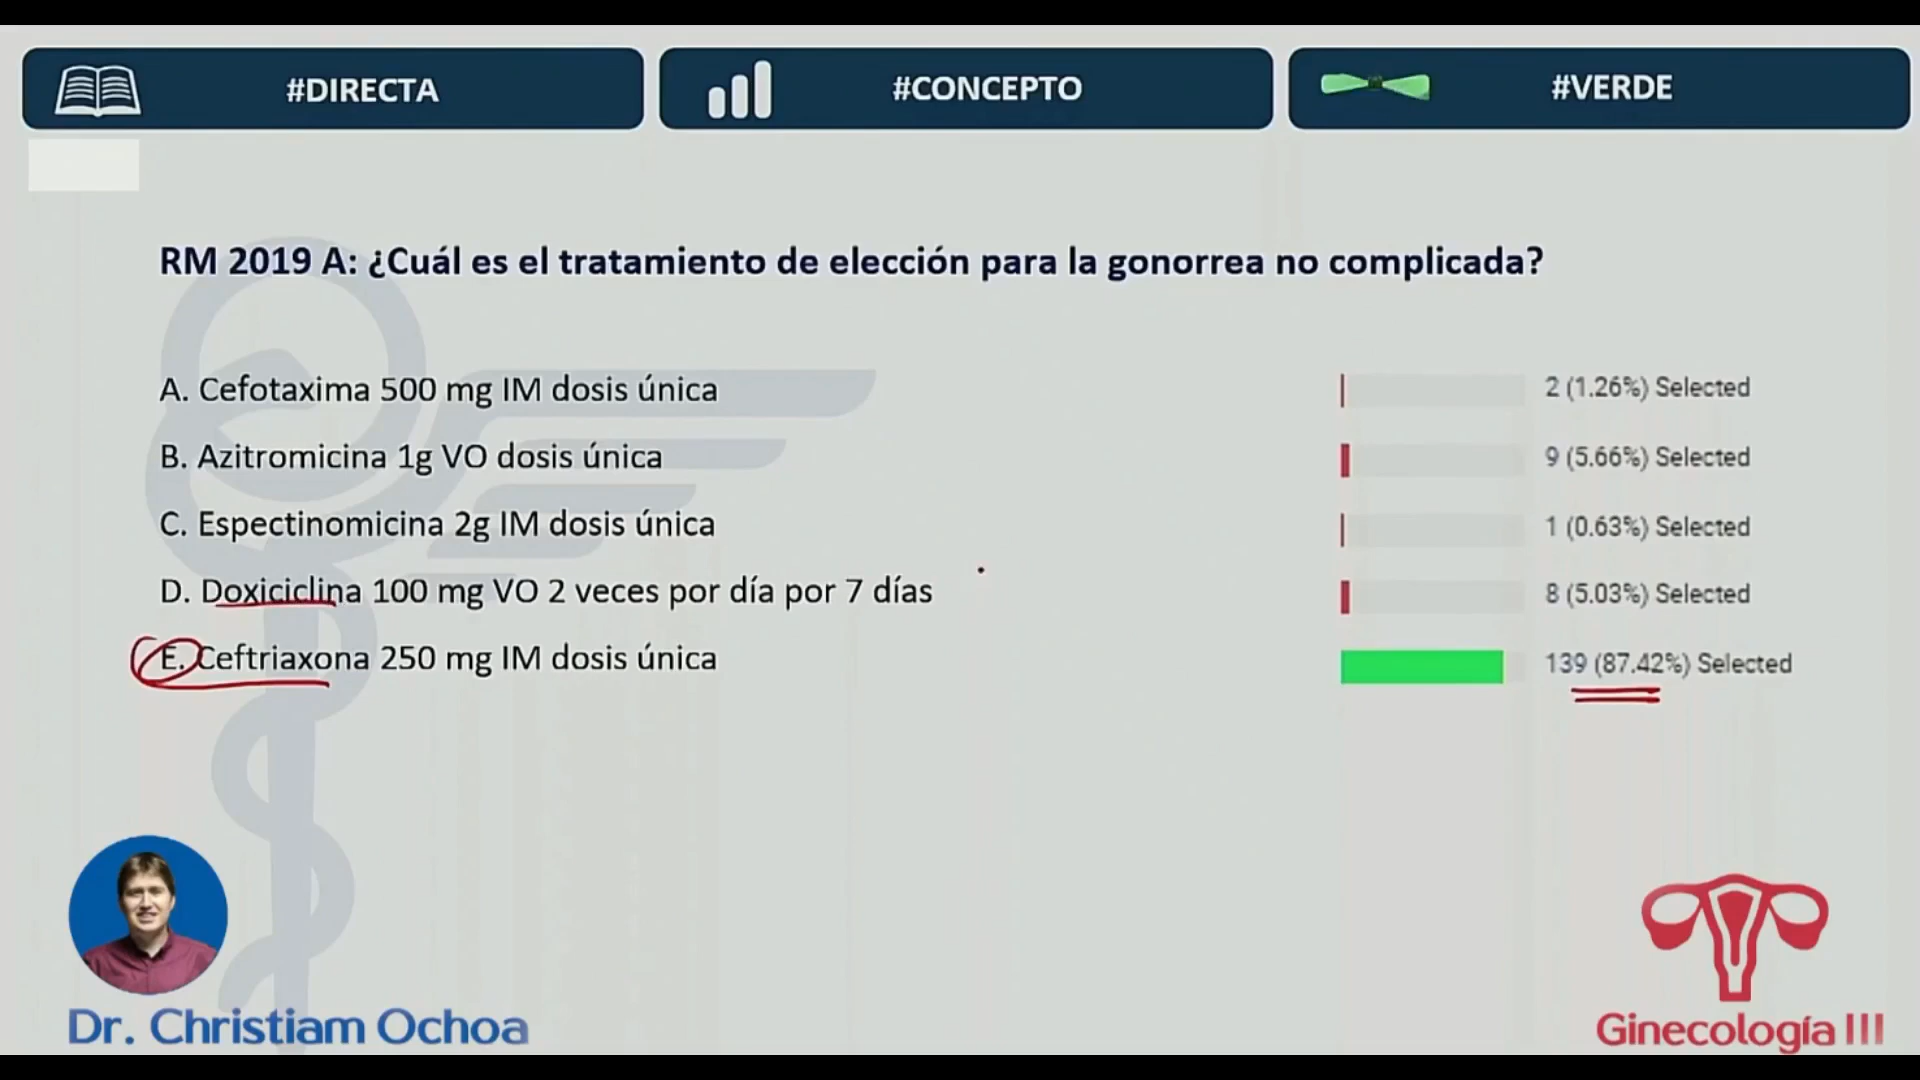 #DIRECTA
#CONCEPTO
#VERDE
RM 2019 A: ¿Cuál es el tratamiento de elección para la gonorrea no complicada?
A. Cefotaxima 500 mg IM dosis única
2 (1.26%) Selected
B. Azitromicina 1g VO dosis única
9 (5.66%) Selected
C. Espectinomicina 2g IM dosis única
1 (0.63%) Selected
D. Doxiciclina 100 mg VO 2 veces por día por 7 días
8 (5.03%) Selected
E. Ceftriaxona 250 mg IM dosis única
139 (87.42%) Selected
Dr. Christiam Ochoa
Ginecología III